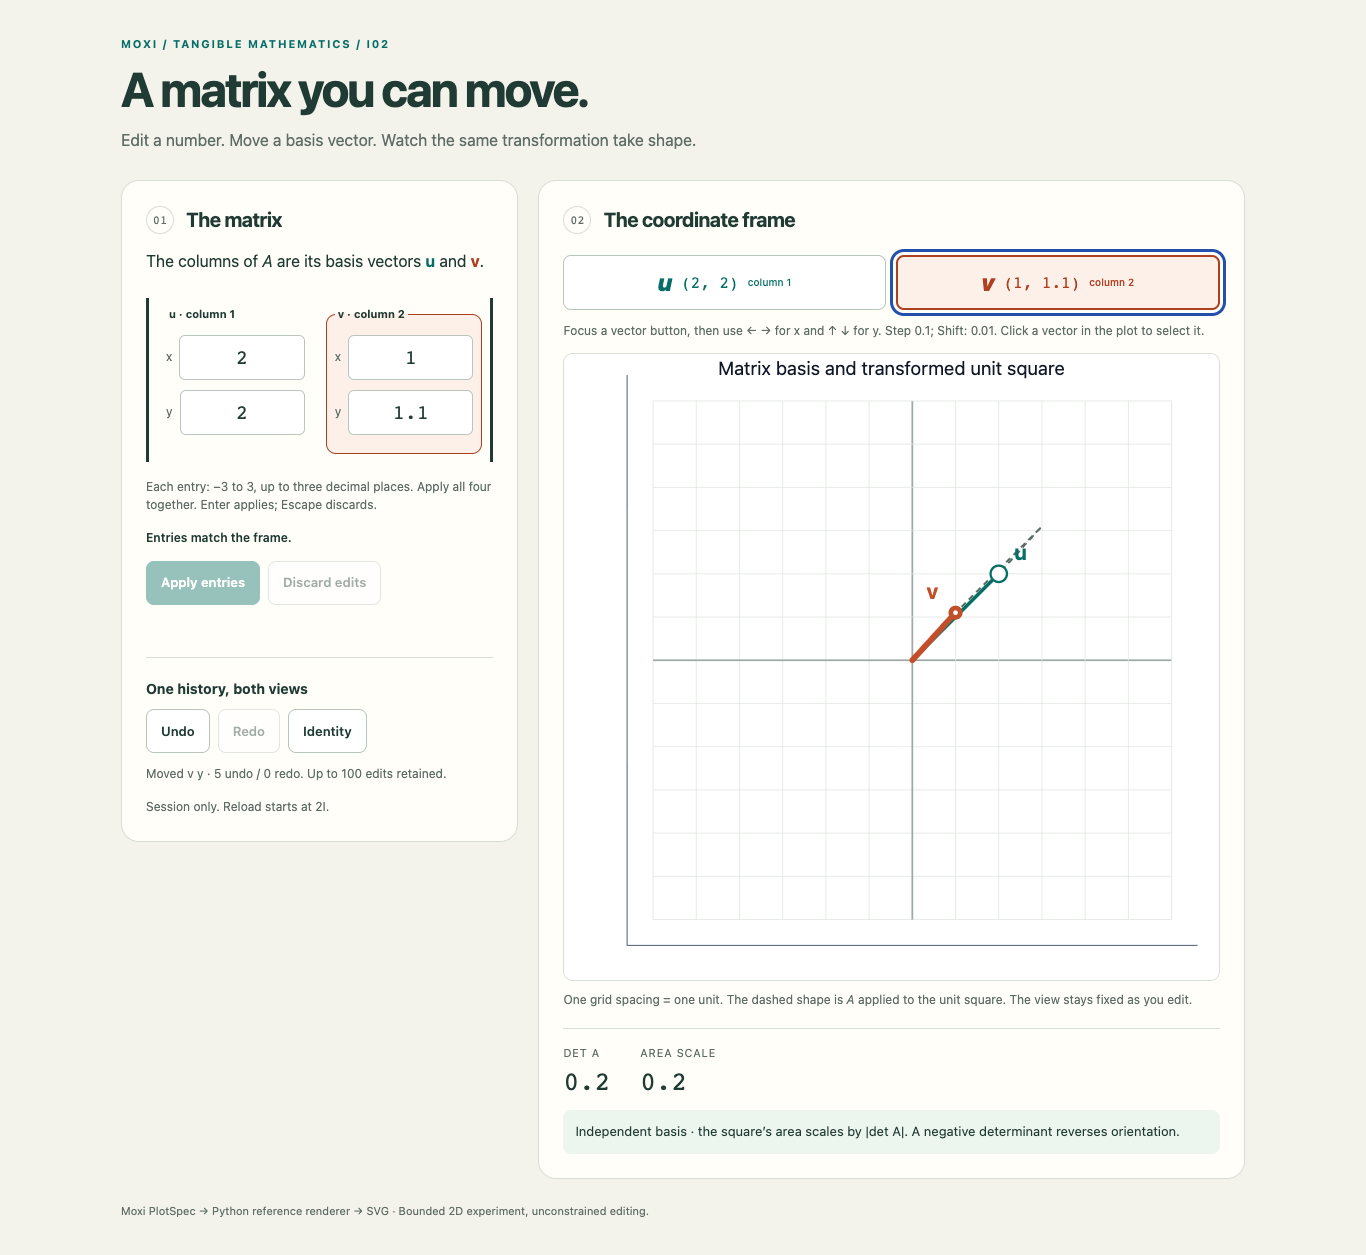 MOXI / TANGIBLE MATHEMATICS / I02
A matrix you can move.
Edit a number. Move a basis vector. Watch the same transformation take shape.
01 The matrix
The columns of A are its basis vectors u and v.
u · column 1
x 2
y 2
v · column 2
x 1
y 1.1
Each entry: −3 to 3, up to three decimal places. Apply all four
together. Enter applies; Escape discards.
Entries match the frame.
Apply entries Discard edits
One history, both views
Undo Redo Identity
Moved v y · 5 undo / 0 redo. Up to 100 edits retained.
Session only. Reload starts at 2I.
02 The coordinate frame
u (2, 2) column 1
v (1, 1.1) column 2
Focus a vector button, then use ← → for x and ↑ ↓ for y. Step 0.1; Shift: 0.01. Click a vector in the plot to select it.
Matrix basis and transformed unit square
u
v
One grid spacing = one unit. The dashed shape is A applied to the unit square. The view stays fixed as you edit.
DET A AREA SCALE
0.2 0.2
Independent basis · the square’s area scales by |det A|. A negative determinant reverses orientation.
Moxi PlotSpec → Python reference renderer → SVG · Bounded 2D experiment, unconstrained editing.